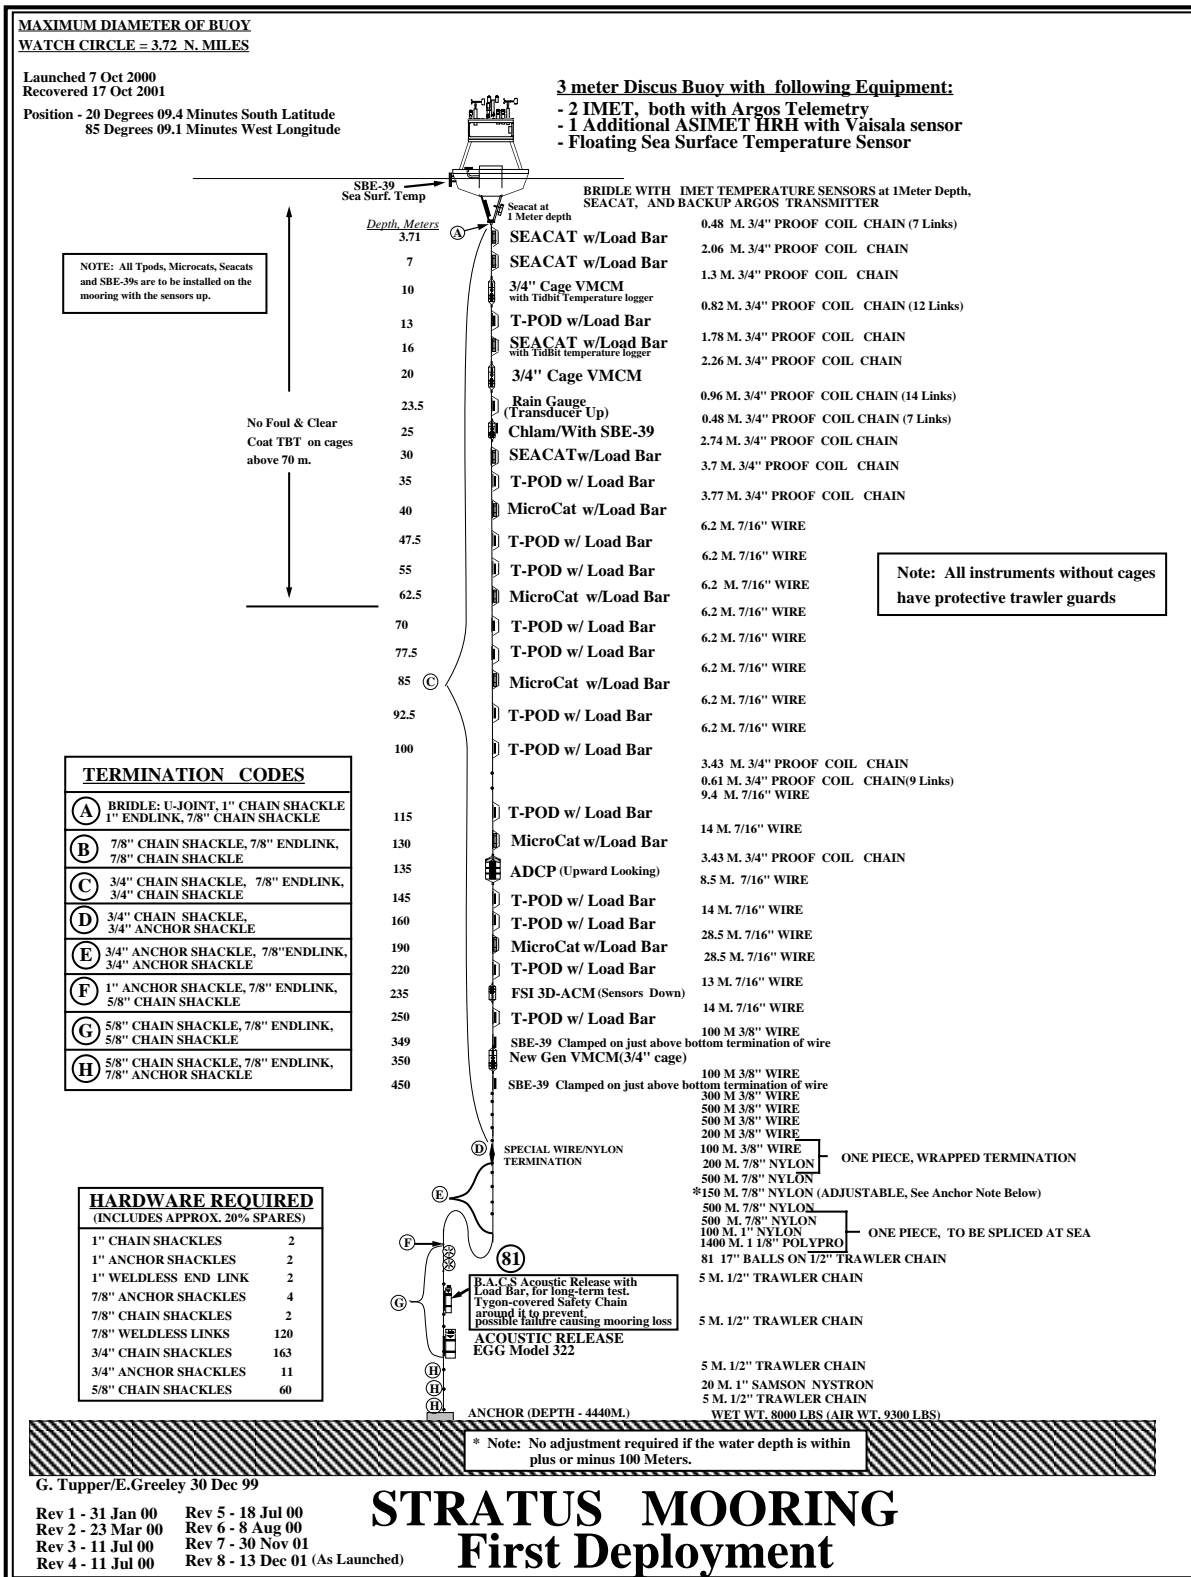 MAXIMUM DIAMETER OF BUOY
WATCH CIRCLE = 3.72 N. MILES
Launched 7 Oct 2000
Recovered 17 Oct 2001
Position - 20 Degrees 09.4 Minutes South Latitude
85 Degrees 09.1 Minutes West Longitude
3 meter Discus Buoy with following Equipment:
- 2 IMET, both with Argos Telemetry
- 1 Additional ASIMET HRH with Vaisala sensor
- Floating Sea Surface Temperature Sensor
SBE-39
Sea Surf. Temp
BRIDLE WITH IMET TEMPERATURE SENSORS at 1Meter Depth,
SEACAT, AND BACKUP ARGOS TRANSMITTER
Seacat at
1 Meter depth
Depth, Meters
A
0.48 M. 3/4" PROOF COIL CHAIN (7 Links)
3.71 SEACAT w/Load Bar
2.06 M. 3/4" PROOF COIL CHAIN
7 SEACAT w/Load Bar
1.3 M. 3/4" PROOF COIL CHAIN
NOTE: All Tpods, Microcats, Seacats
and SBE-39s are to be installed on the
mooring with the sensors up.
10 3/4" Cage VMCM
with Tidbit Temperature logger
0.82 M. 3/4" PROOF COIL CHAIN (12 Links)
13 T-POD w/Load Bar
1.78 M. 3/4" PROOF COIL CHAIN
16 SEACAT w/Load Bar
with TidBit temperature logger
2.26 M. 3/4" PROOF COIL CHAIN
20 3/4" Cage VMCM
0.96 M. 3/4" PROOF COIL CHAIN (14 Links)
23.5 Rain Gauge
(Transducer Up)
0.48 M. 3/4" PROOF COIL CHAIN (7 Links)
No Foul & Clear
Coat TBT on cages
above 70 m.
25 Chlam/With SBE-39
2.74 M. 3/4" PROOF COIL CHAIN
30 SEACATw/Load Bar
3.7 M. 3/4" PROOF COIL CHAIN
35 T-POD w/ Load Bar
3.77 M. 3/4" PROOF COIL CHAIN
40 MicroCat w/Load Bar
6.2 M. 7/16" WIRE
47.5 T-POD w/ Load Bar
6.2 M. 7/16" WIRE
55 T-POD w/ Load Bar
6.2 M. 7/16" WIRE
Note: All instruments without cages
have protective trawler guards
62.5 MicroCat w/Load Bar
6.2 M. 7/16" WIRE
70 T-POD w/ Load Bar
6.2 M. 7/16" WIRE
77.5 T-POD w/ Load Bar
6.2 M. 7/16" WIRE
85 C MicroCat w/Load Bar
6.2 M. 7/16" WIRE
92.5 T-POD w/ Load Bar
6.2 M. 7/16" WIRE
100 T-POD w/ Load Bar
3.43 M. 3/4" PROOF COIL CHAIN
0.61 M. 3/4" PROOF COIL CHAIN(9 Links)
9.4 M. 7/16" WIRE
115 T-POD w/ Load Bar
14 M. 7/16" WIRE
130 MicroCat w/Load Bar
3.43 M. 3/4" PROOF COIL CHAIN
135 ADCP (Upward Looking)
8.5 M. 7/16" WIRE
145 T-POD w/ Load Bar
14 M. 7/16" WIRE
160 T-POD w/ Load Bar
28.5 M. 7/16" WIRE
190 MicroCat w/Load Bar
28.5 M. 7/16" WIRE
220 T-POD w/ Load Bar
13 M. 7/16" WIRE
235 FSI 3D-ACM (Sensors Down)
14 M. 7/16" WIRE
250 T-POD w/ Load Bar
100 M 3/8" WIRE
349 SBE-39 Clamped on just above bottom termination of wire
350 New Gen VMCM(3/4" cage)
100 M 3/8" WIRE
450 SBE-39 Clamped on just above bottom termination of wire
300 M 3/8" WIRE
500 M 3/8" WIRE
500 M 3/8" WIRE
200 M 3/8" WIRE
D SPECIAL WIRE/NYLON
TERMINATION
100 M. 3/8" WIRE
200 M. 7/8" NYLON
ONE PIECE, WRAPPED TERMINATION
500 M. 7/8" NYLON
E
*150 M. 7/8" NYLON (ADJUSTABLE, See Anchor Note Below)
500 M. 7/8" NYLON
500 M. 7/8" NYLON
100 M. 1" NYLON
1400 M. 1 1/8" POLYPRO
ONE PIECE, TO BE SPLICED AT SEA
F
81
81 17" BALLS ON 1/2" TRAWLER CHAIN
5 M. 1/2" TRAWLER CHAIN
G
B.A.C.S Acoustic Release with
Load Bar, for long-term test.
Tygon-covered Safety Chain
around it to prevent
possible failure causing mooring loss
5 M. 1/2" TRAWLER CHAIN
ACOUSTIC RELEASE
EGG Model 322
5 M. 1/2" TRAWLER CHAIN
H
20 M. 1" SAMSON NYSTRON
H
5 M. 1/2" TRAWLER CHAIN
H
ANCHOR (DEPTH - 4440M.)
WET WT. 8000 LBS (AIR WT. 9300 LBS)
TERMINATION CODES
A BRIDLE: U-JOINT, 1" CHAIN SHACKLE
1" ENDLINK, 7/8" CHAIN SHACKLE
B 7/8" CHAIN SHACKLE, 7/8" ENDLINK,
7/8" CHAIN SHACKLE
C 3/4" CHAIN SHACKLE, 7/8" ENDLINK,
3/4" CHAIN SHACKLE
D 3/4" CHAIN SHACKLE,
3/4" ANCHOR SHACKLE
E 3/4" ANCHOR SHACKLE, 7/8"ENDLINK,
3/4" ANCHOR SHACKLE
F 1" ANCHOR SHACKLE, 7/8" ENDLINK,
5/8" CHAIN SHACKLE
G 5/8" CHAIN SHACKLE, 7/8" ENDLINK,
5/8" CHAIN SHACKLE
H 5/8" CHAIN SHACKLE, 7/8" ENDLINK,
7/8" ANCHOR SHACKLE
HARDWARE REQUIRED
(INCLUDES APPROX. 20% SPARES)
1" CHAIN SHACKLES 2
1" ANCHOR SHACKLES 2
1" WELDLESS END LINK 2
7/8" ANCHOR SHACKLES 4
7/8" CHAIN SHACKLES 2
7/8" WELDLESS LINKS 120
3/4" CHAIN SHACKLES 163
3/4" ANCHOR SHACKLES 11
5/8" CHAIN SHACKLES 60
* Note: No adjustment required if the water depth is within
plus or minus 100 Meters.
G. Tupper/E.Greeley 30 Dec 99
Rev 1 - 31 Jan 00 Rev 5 - 18 Jul 00
Rev 2 - 23 Mar 00 Rev 6 - 8 Aug 00
Rev 3 - 11 Jul 00 Rev 7 - 30 Nov 01
Rev 4 - 11 Jul 00 Rev 8 - 13 Dec 01 (As Launched)
STRATUS MOORING
First Deployment